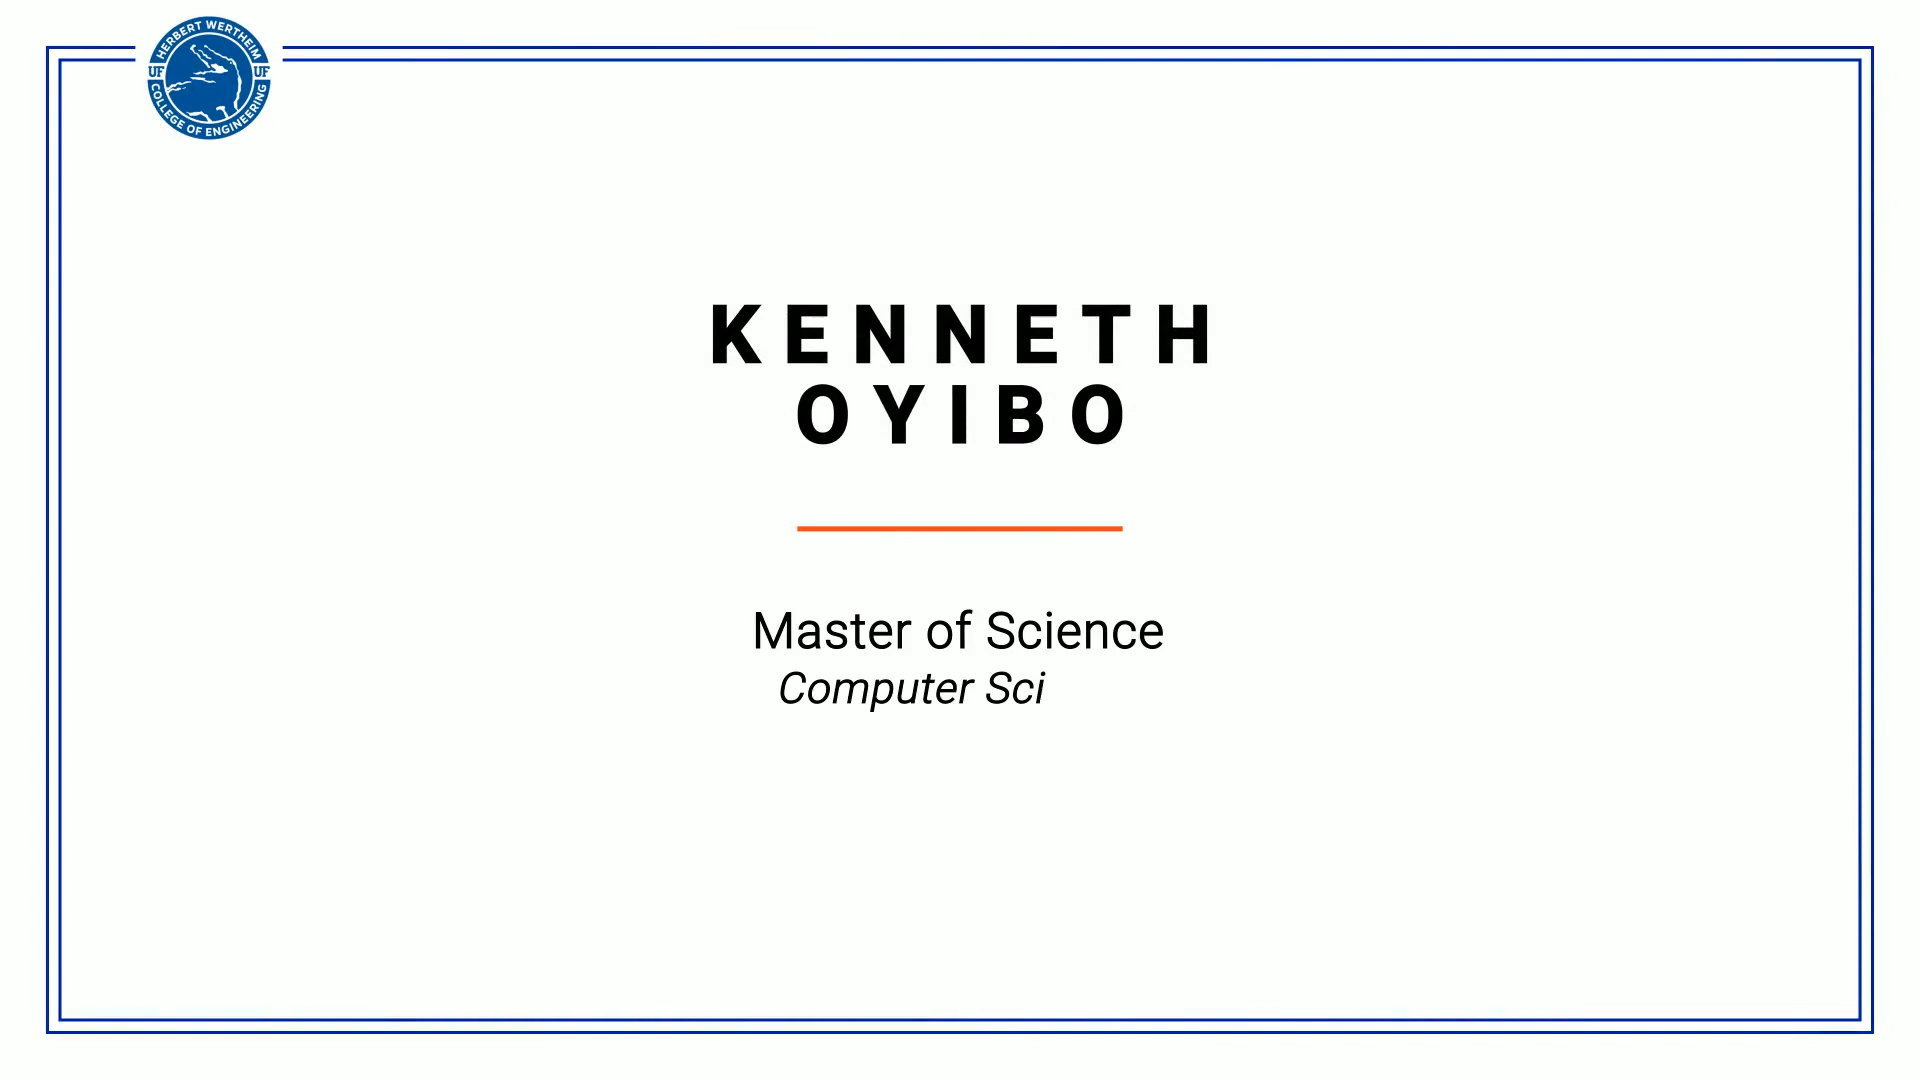 HERBERT WERTHEIM
UF UF
COLLEGE OF ENGINEERING
KENNETH
OYIBO
Master of Science
Computer Sci